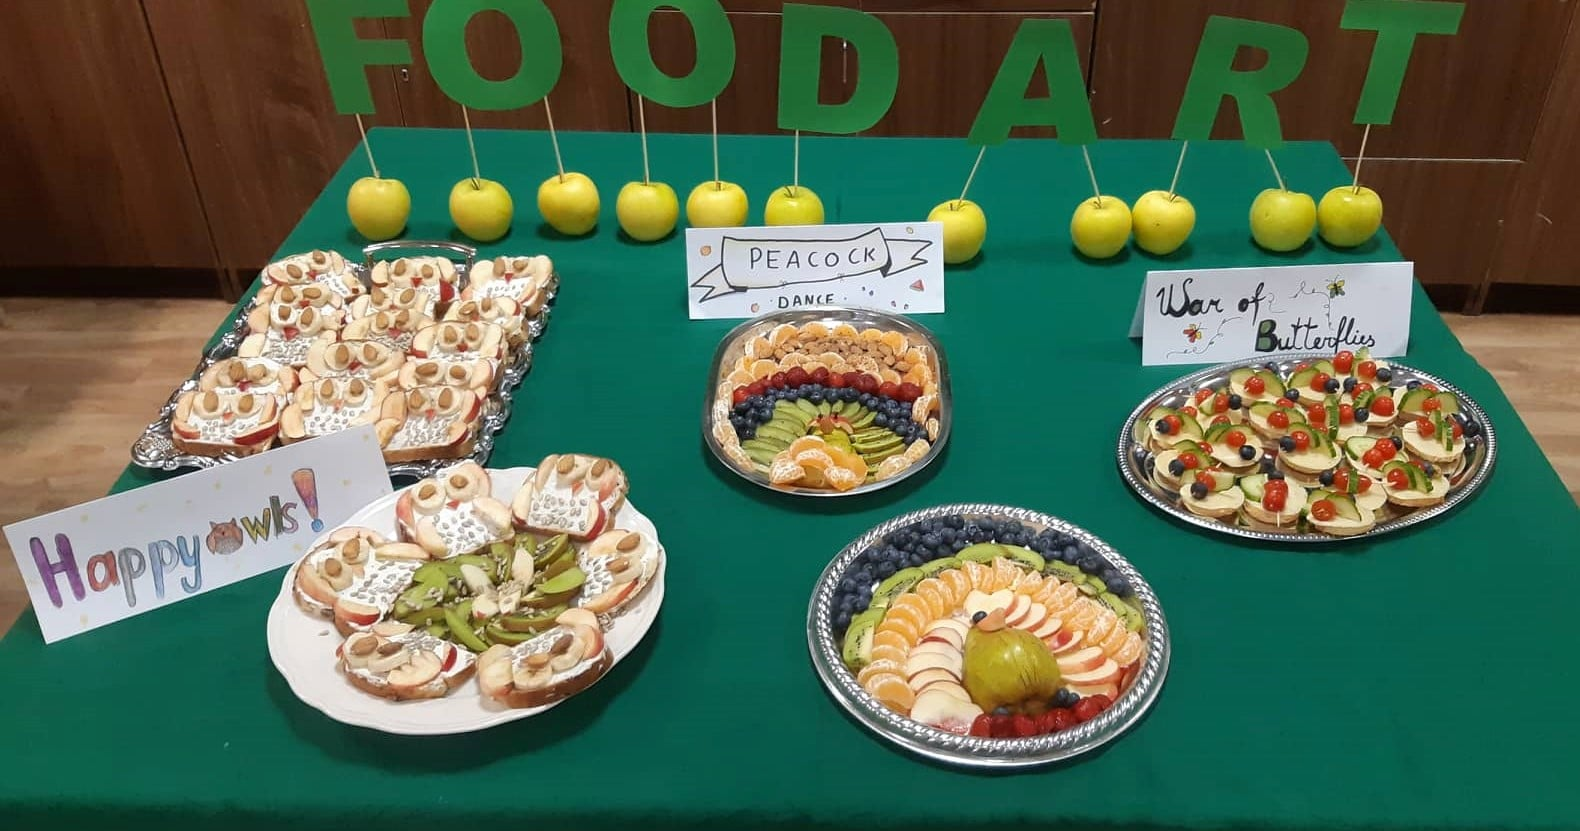 FOOD ART
PEACOCK
DANCE
War of
Butterflies
Happy owls!